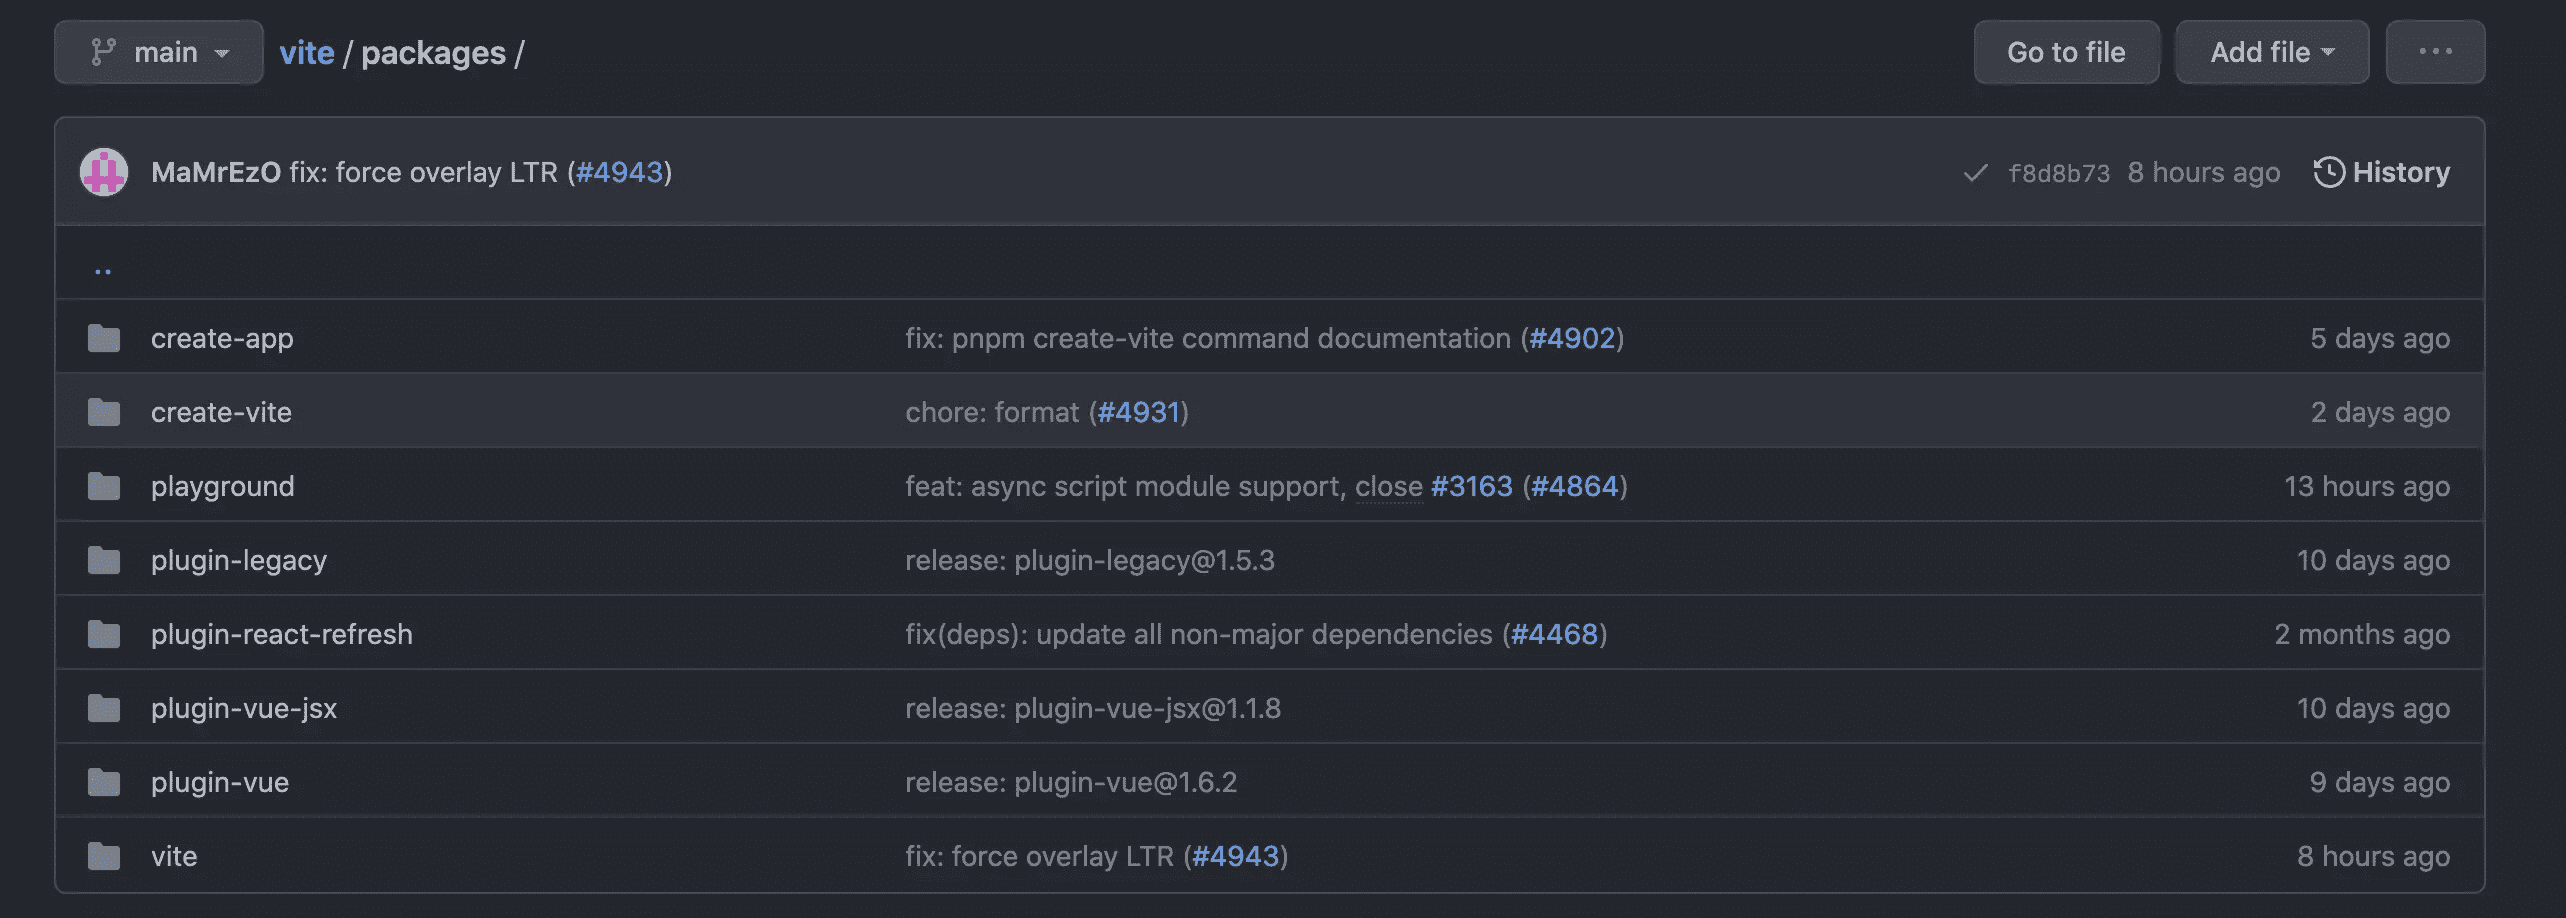 main vite / packages / Go to file Add file ...
MaMrEzO fix: force overlay LTR (#4943) f8d8b73 8 hours ago History
..
create-app fix: pnpm create-vite command documentation (#4902) 5 days ago
create-vite chore: format (#4931) 2 days ago
playground feat: async script module support, close #3163 (#4864) 13 hours ago
plugin-legacy release: plugin-legacy@1.5.3 10 days ago
plugin-react-refresh fix(deps): update all non-major dependencies (#4468) 2 months ago
plugin-vue-jsx release: plugin-vue-jsx@1.1.8 10 days ago
plugin-vue release: plugin-vue@1.6.2 9 days ago
vite fix: force overlay LTR (#4943) 8 hours ago